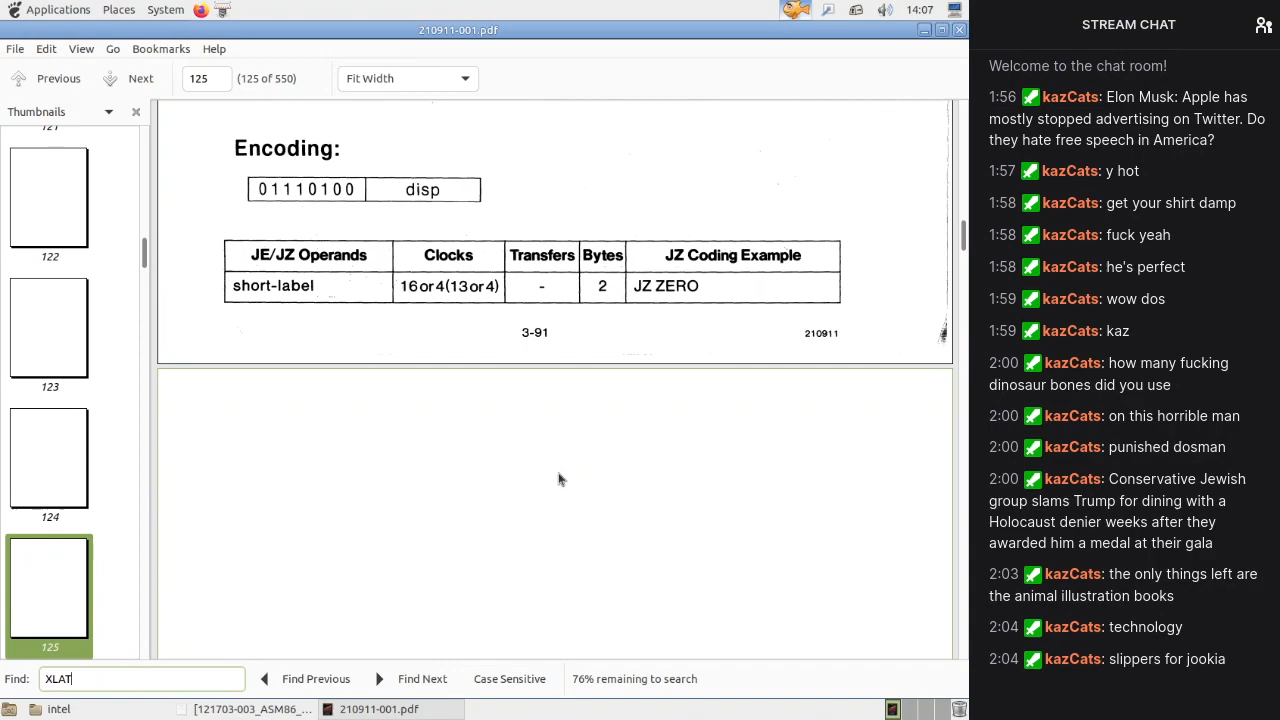 Applications Places System 14:07
210911-001.pdf
File Edit View Go Bookmarks Help
Previous Next 125 (125 of 550) Fit Width
Thumbnails
121
122
123
124
125
Encoding:
01110100 disp
JE/JZ Operands Clocks Transfers Bytes JZ Coding Example
short-label 16 or 4 (13 or 4) - 2 JZ ZERO
3-91 210911
Find: XLAT Find Previous Find Next Case Sensitive 76% remaining to search
intel [121703-003_ASM86_... 210911-001.pdf
STREAM CHAT
Welcome to the chat room!
1:56 kazCats: Elon Musk: Apple has
mostly stopped advertising on Twitter. Do
they hate free speech in America?
1:57 kazCats: y hot
1:58 kazCats: get your shirt damp
1:58 kazCats: fuck yeah
1:58 kazCats: he's perfect
1:59 kazCats: wow dos
1:59 kazCats: kaz
2:00 kazCats: how many fucking
dinosaur bones did you use
2:00 kazCats: on this horrible man
2:00 kazCats: punished dosman
2:00 kazCats: Conservative Jewish
group slams Trump for dining with a
Holocaust denier weeks after they
awarded him a medal at their gala
2:03 kazCats: the only things left are
the animal illustration books
2:04 kazCats: technology
2:04 kazCats: slippers for jookia